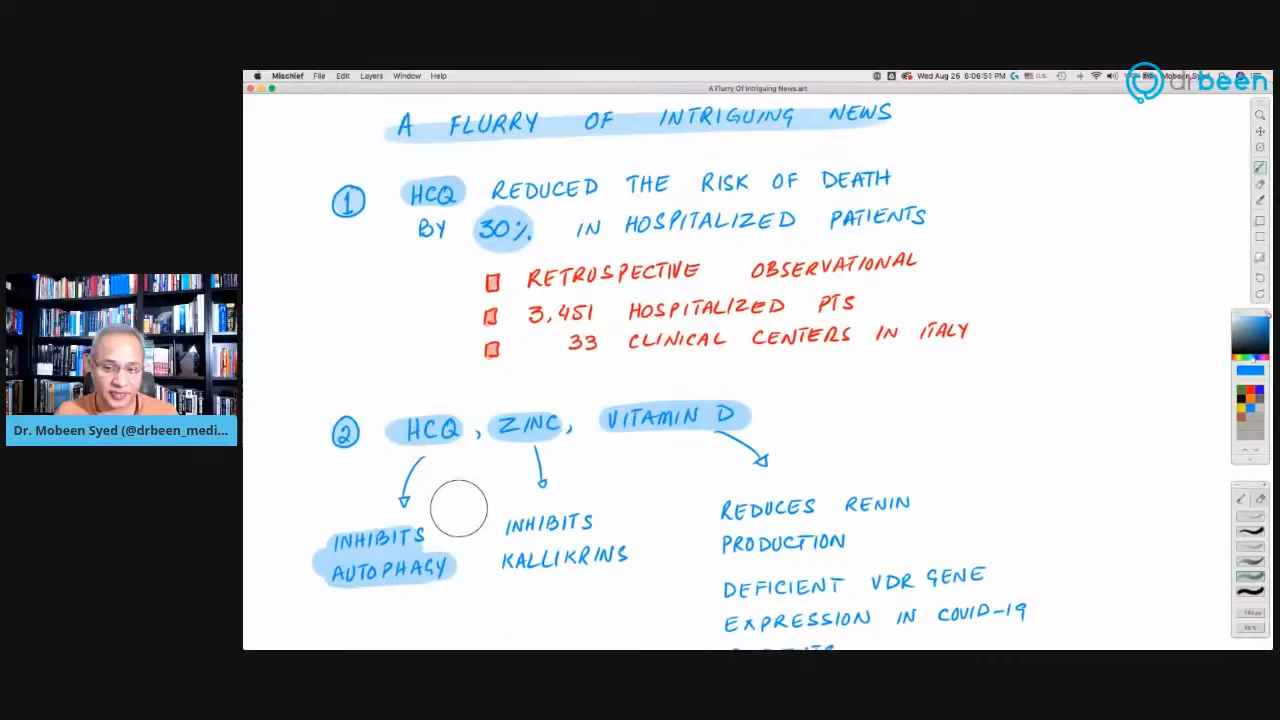 drbeen
Mischief File Edit Layers Window Help
U.S. Wed Aug 26 6:06:51 PM Mobeen Syed
A Flurry Of Intriguing News.art
A FLURRY OF INTRIGUING NEWS
1 HCQ REDUCED THE RISK OF DEATH
BY 30% IN HOSPITALIZED PATIENTS
RETROSPECTIVE OBSERVATIONAL
3,451 HOSPITALIZED PTS
33 CLINICAL CENTERS IN ITALY
Dr. Mobeen Syed (@drbeen_medi...
2 HCQ, ZINC, VITAMIN D
INHIBITS
AUTOPHAGY
INHIBITS
KALLIKRINS
REDUCES RENIN
PRODUCTION
DEFICIENT VDR GENE
EXPRESSION IN COVID-19